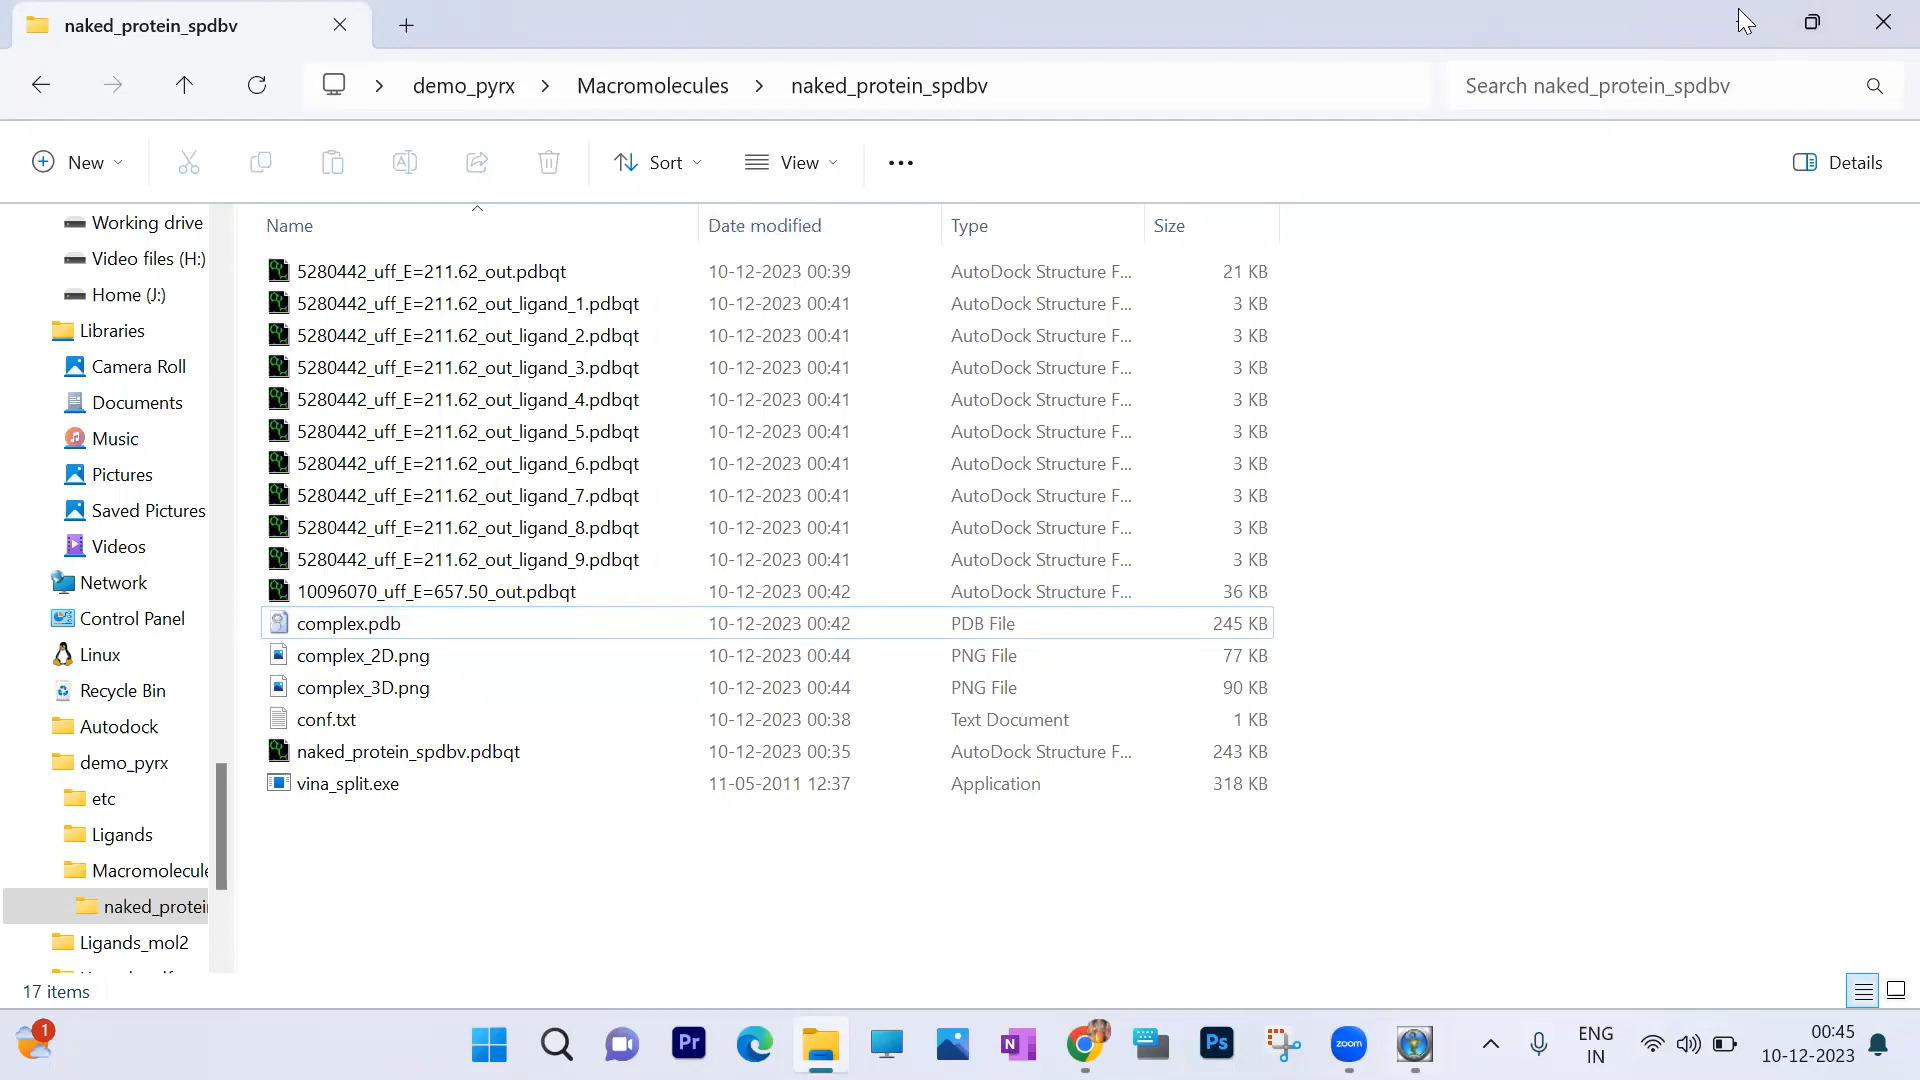 naked_protein_spdbv
demo_pyrx Macromolecules naked_protein_spdbv
Search naked_protein_spdbv
New Sort View ••• Details
Working drive
Video files (H:)
Home (J:)
Libraries
Camera Roll
Documents
Music
Pictures
Saved Pictures
Videos
Network
Control Panel
Linux
Recycle Bin
Autodock
demo_pyrx
etc
Ligands
Macromolecule
naked_protei
Ligands_mol2
Name Date modified Type Size
5280442_uff_E=211.62_out.pdbqt 10-12-2023 00:39 AutoDock Structure F... 21 KB
5280442_uff_E=211.62_out_ligand_1.pdbqt 10-12-2023 00:41 AutoDock Structure F... 3 KB
5280442_uff_E=211.62_out_ligand_2.pdbqt 10-12-2023 00:41 AutoDock Structure F... 3 KB
5280442_uff_E=211.62_out_ligand_3.pdbqt 10-12-2023 00:41 AutoDock Structure F... 3 KB
5280442_uff_E=211.62_out_ligand_4.pdbqt 10-12-2023 00:41 AutoDock Structure F... 3 KB
5280442_uff_E=211.62_out_ligand_5.pdbqt 10-12-2023 00:41 AutoDock Structure F... 3 KB
5280442_uff_E=211.62_out_ligand_6.pdbqt 10-12-2023 00:41 AutoDock Structure F... 3 KB
5280442_uff_E=211.62_out_ligand_7.pdbqt 10-12-2023 00:41 AutoDock Structure F... 3 KB
5280442_uff_E=211.62_out_ligand_8.pdbqt 10-12-2023 00:41 AutoDock Structure F... 3 KB
5280442_uff_E=211.62_out_ligand_9.pdbqt 10-12-2023 00:41 AutoDock Structure F... 3 KB
10096070_uff_E=657.50_out.pdbqt 10-12-2023 00:42 AutoDock Structure F... 36 KB
complex.pdb 10-12-2023 00:42 PDB File 245 KB
complex_2D.png 10-12-2023 00:44 PNG File 77 KB
complex_3D.png 10-12-2023 00:44 PNG File 90 KB
conf.txt 10-12-2023 00:38 Text Document 1 KB
naked_protein_spdbv.pdbqt 10-12-2023 00:35 AutoDock Structure F... 243 KB
vina_split.exe 11-05-2011 12:37 Application 318 KB
17 items
1 Pr N Ps zoom
ENG
IN
00:45
10-12-2023